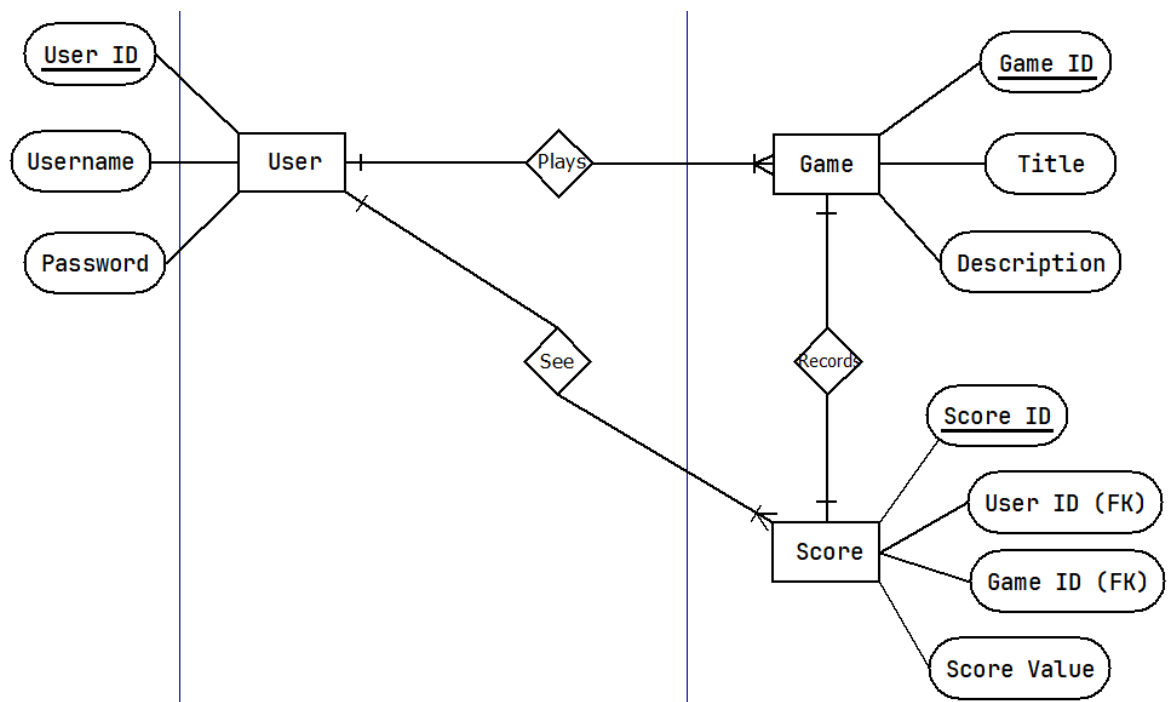 User ID
Username
Password
User
Plays
Game
Game ID
Title
Description
See
Records
Score
Score ID
User ID (FK)
Game ID (FK)
Score Value